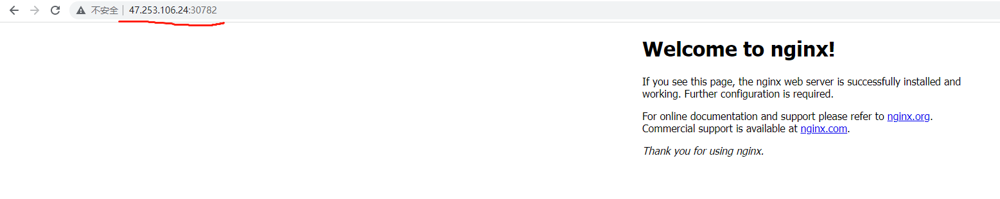 不安全 47.253.106.24:30782
Welcome to nginx!
If you see this page, the nginx web server is successfully installed and
working. Further configuration is required.
For online documentation and support please refer to nginx.org.
Commercial support is available at nginx.com.
Thank you for using nginx.